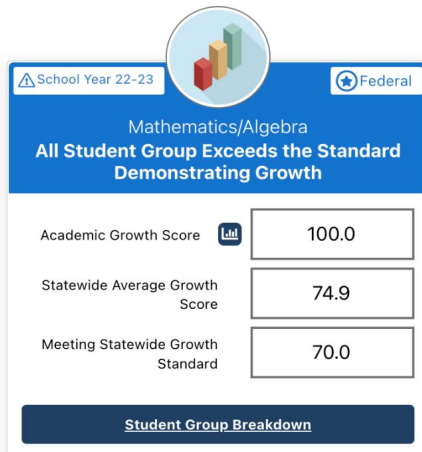 School Year 22-23
Federal
Mathematics/Algebra
All Student Group Exceeds the Standard
Demonstrating Growth
Academic Growth Score 100.0
Statewide Average Growth
Score
74.9
Meeting Statewide Growth
Standard
70.0
Student Group Breakdown